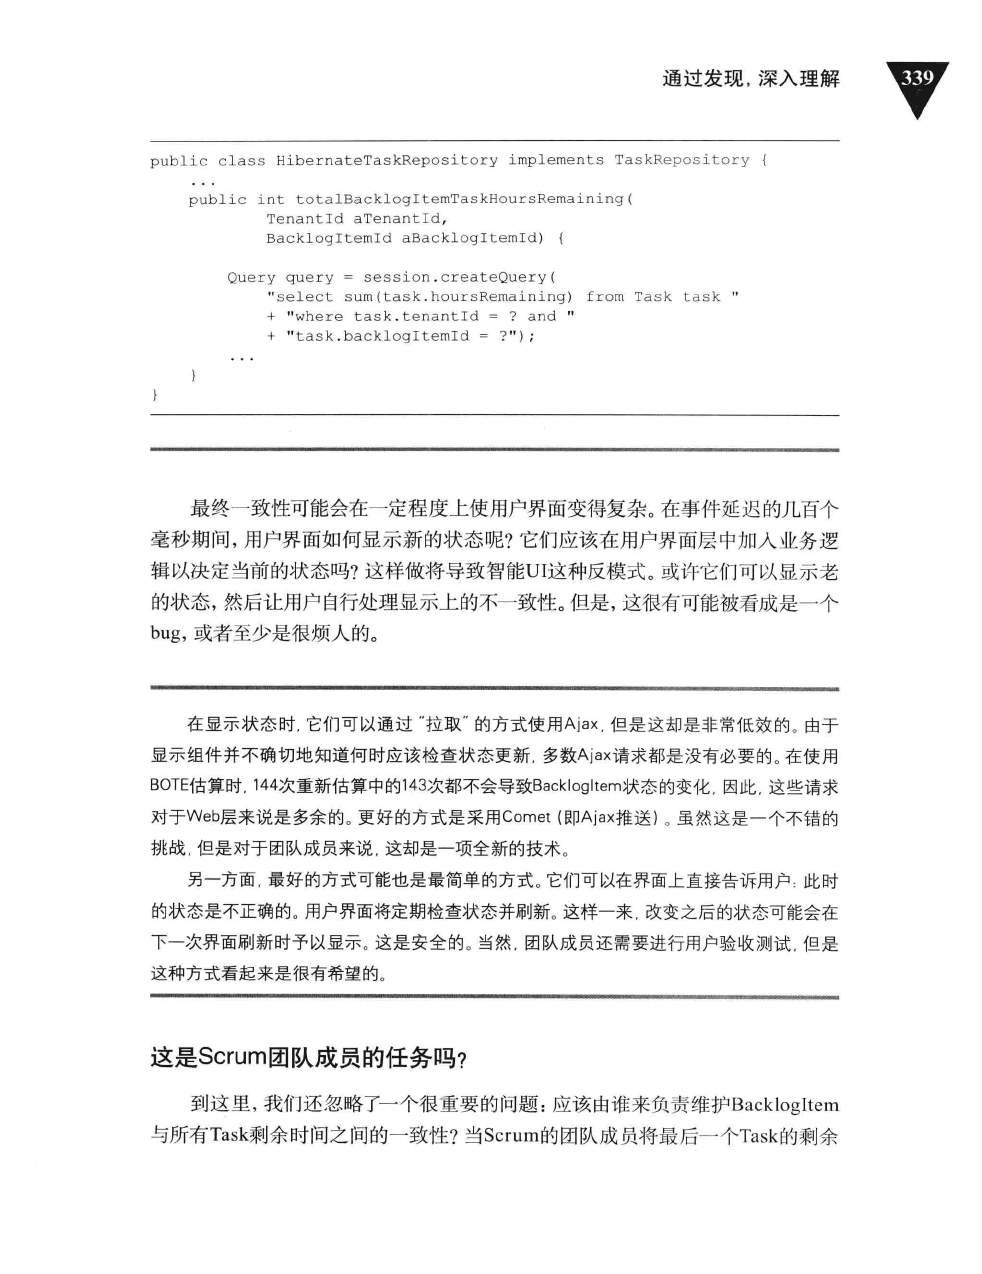 通过发现，深入理解
339
public class HibernateTaskRepository implements TaskRepository {
...
public int totalBacklogItemTaskHoursRemaining(
TenantId aTenantId,
BacklogItemId aBacklogItemId) {
Query query = session.createQuery(
"select sum(task.hoursRemaining) from Task task "
+ "where task.tenantId = ? and "
+ "task.backlogItemId = ?");
...
}
}
最终一致性可能会在一定程度上使用户界面变得复杂。在事件延迟的几百个
毫秒期间，用户界面如何显示新的状态呢？它们应该在用户界面层中加入业务逻
辑以决定当前的状态吗？这样做将导致智能UI这种反模式。或许它们可以显示老
的状态，然后让用户自行处理显示上的不一致性。但是，这很有可能被看成是一个
bug，或者至少是很烦人的。
在显示状态时，它们可以通过“拉取”的方式使用Ajax，但是这却是非常低效的。由于
显示组件并不确切地知道何时应该检查状态更新，多数Ajax请求都是没有必要的。在使用
BOTE估算时，144次重新估算中的143次都不会导致BacklogItem状态的变化，因此，这些请求
对于Web层来说是多余的。更好的方式是采用Comet（即Ajax推送）。虽然这是一个不错的
挑战，但是对于团队成员来说，这却是一项全新的技术。
另一方面，最好的方式可能也是最简单的方式。它们可以在界面上直接告诉用户：此时
的状态是不正确的。用户界面将定期检查状态并刷新。这样一来，改变之后的状态可能会在
下一次界面刷新时予以显示。这是安全的。当然，团队成员还需要进行用户验收测试，但是
这种方式看起来是很有希望的。
这是Scrum团队成员的任务吗？
到这里，我们还忽略了一个很重要的问题：应该由谁来负责维护BacklogItem
与所有Task剩余时间之间的一致性？当Scrum的团队成员将最后一个Task的剩余